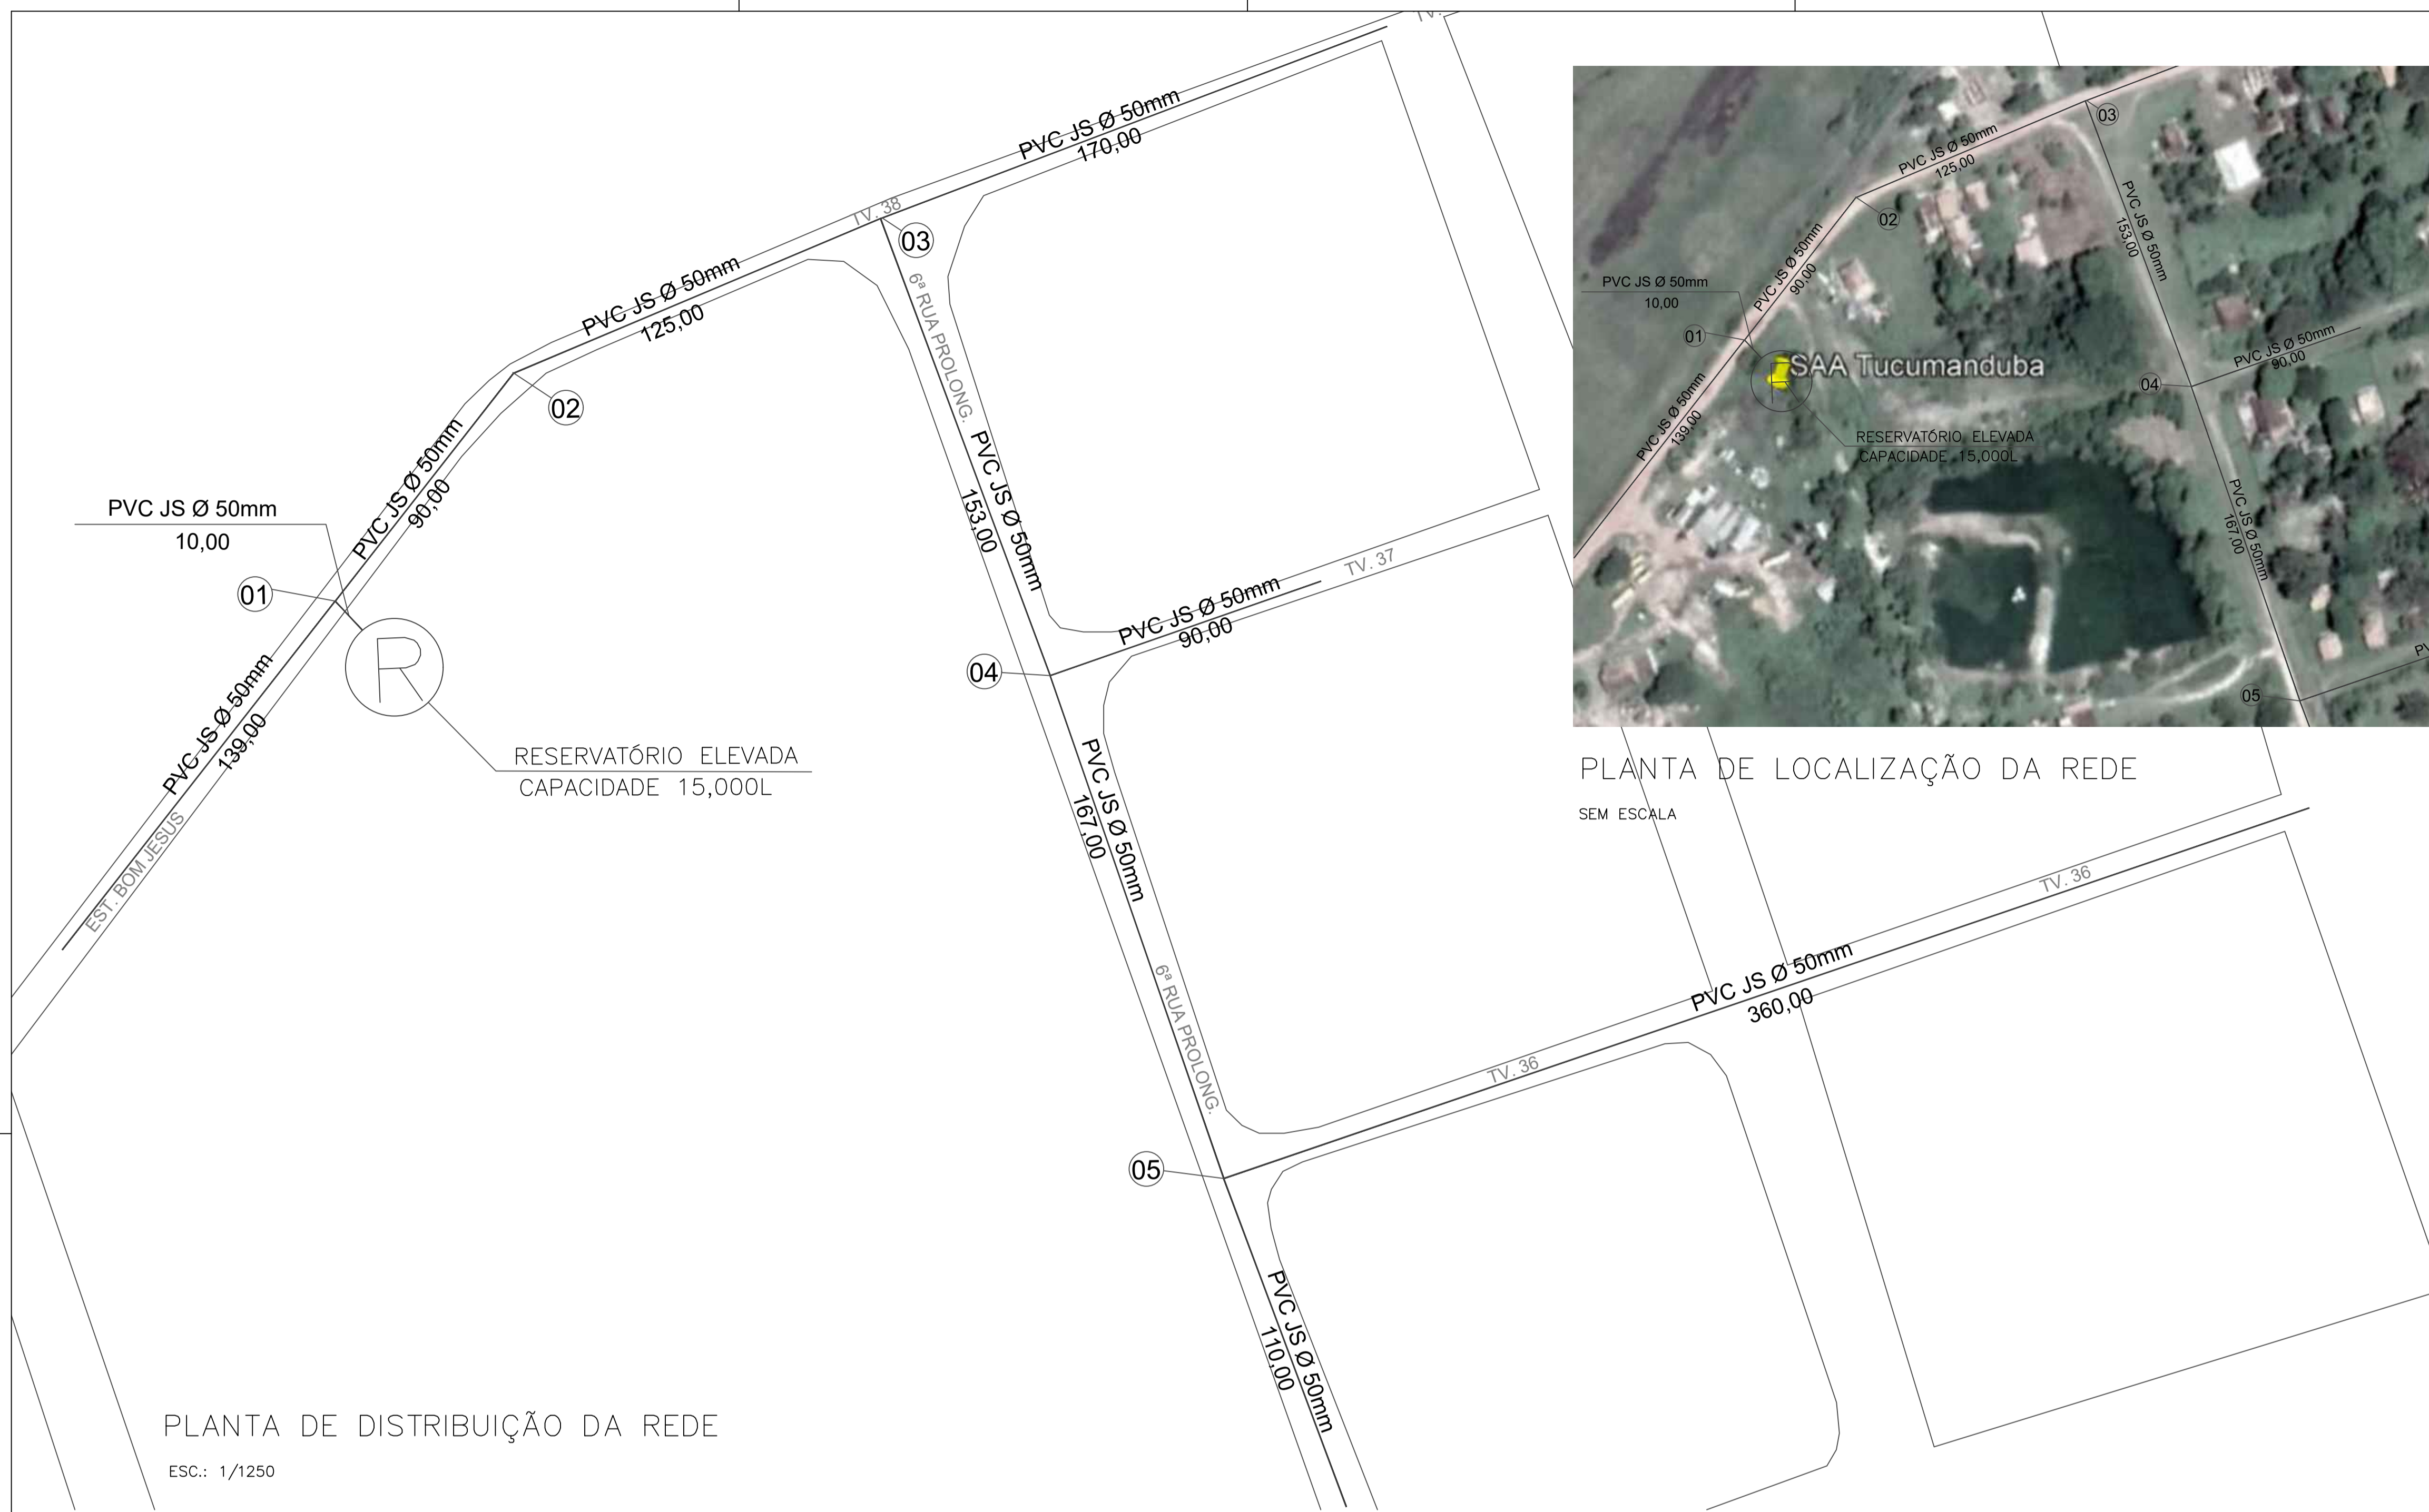 TV.
PVC JS Ø 50mm
170,00
TV. 38
03
PVC JS Ø 50mm
125,00
02
6ª RUA PROLONG.
PVC JS Ø 50mm
153,00
PVC JS Ø 50mm
90,00
PVC JS Ø 50mm
10,00
01
R
PVC JS Ø 50mm
139,00
EST. BOM JESUS
RESERVATÓRIO ELEVADA
CAPACIDADE 15,000L
TV. 37
PVC JS Ø 50mm
90,00
04
PVC JS Ø 50mm
167,00
6ª RUA PROLONG.
05
TV. 36
PVC JS Ø 50mm
360,00
TV. 36
PVC JS Ø 50mm
110,00
PLANTA DE DISTRIBUIÇÃO DA REDE
ESC.: 1/1250
03
PVC JS Ø 50mm
125,00
02
PVC JS Ø 50mm
153,00
PVC JS Ø 50mm
90,00
PVC JS Ø 50mm
10,00
01
R
SAA Tucumanduba
PVC JS Ø 50mm
139,00
RESERVATÓRIO ELEVADA
CAPACIDADE 15,000L
PVC JS Ø 50mm
90,00
04
PVC JS Ø 50mm
167,00
05
PLANTA DE LOCALIZAÇÃO DA REDE
SEM ESCALA